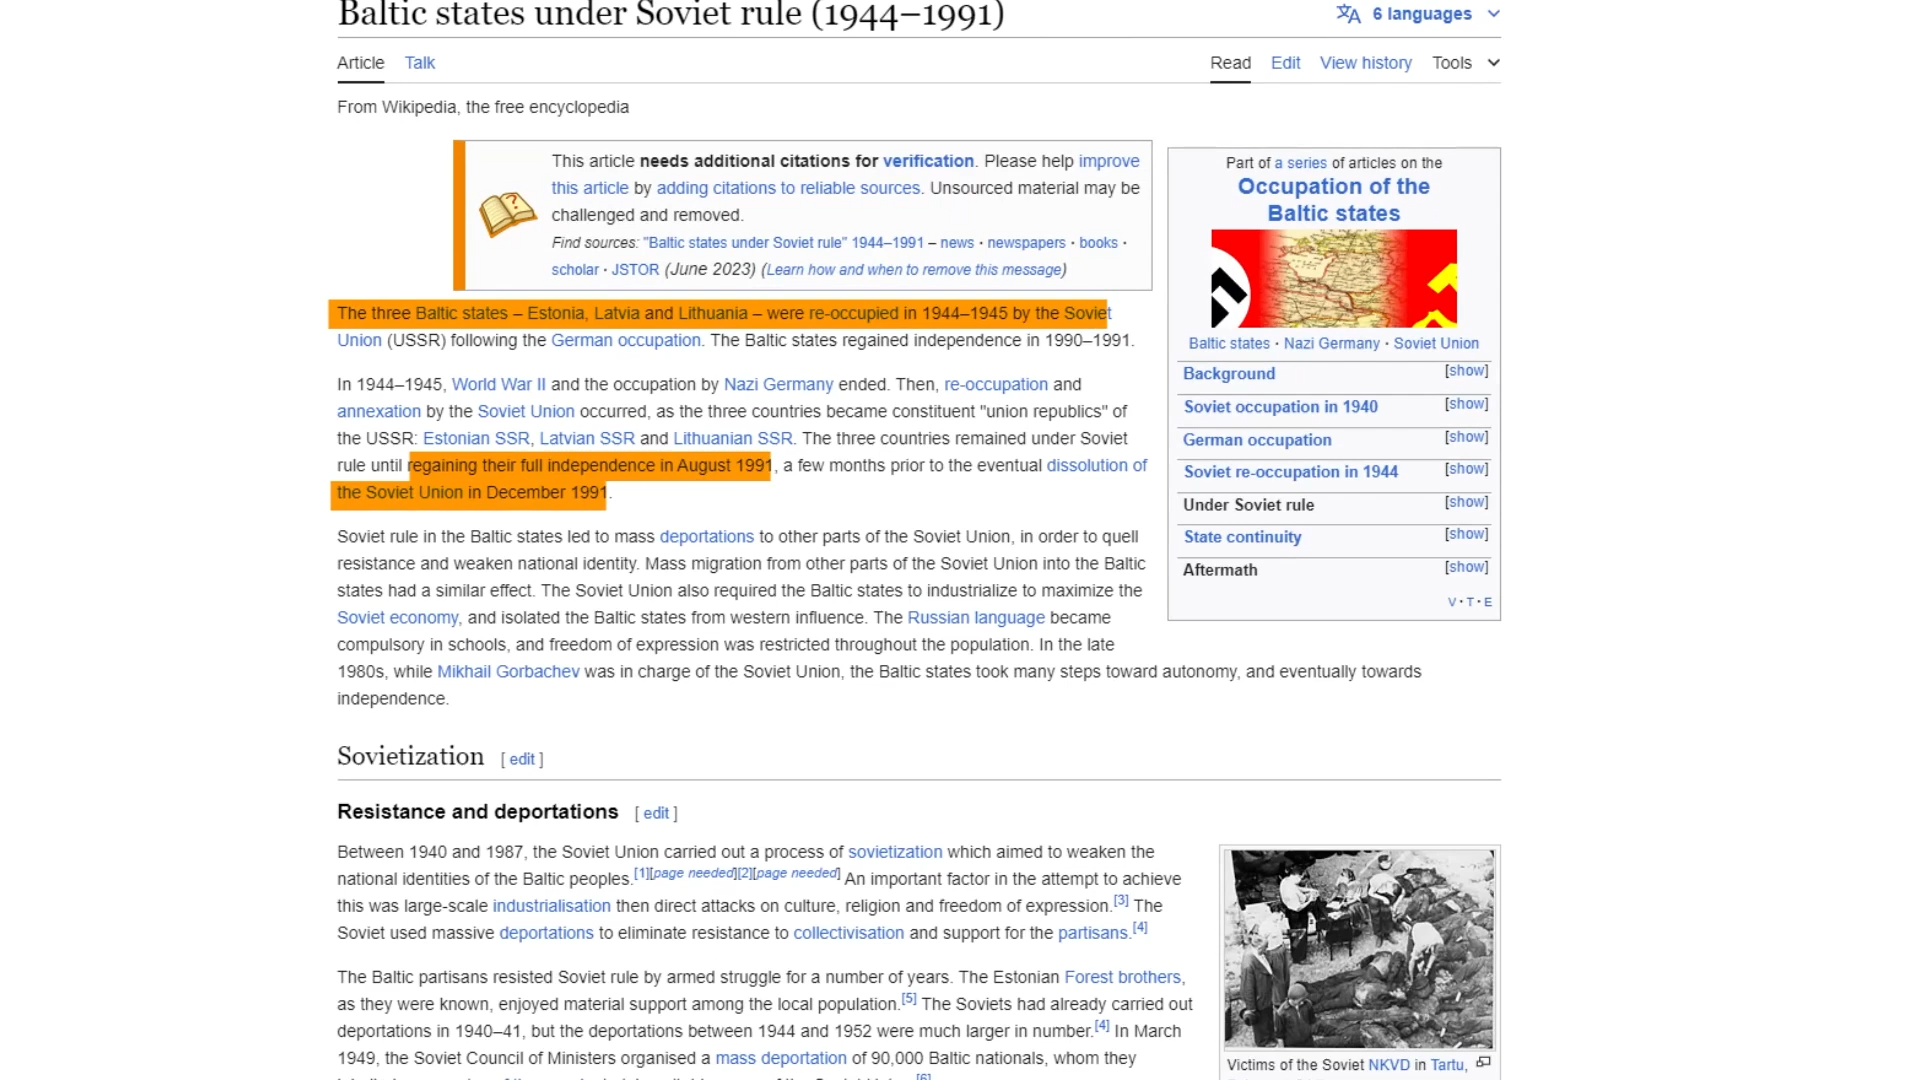 Baltic states under Soviet rule (1944–1991)
6 languages
Article Talk
Read Edit View history Tools
From Wikipedia, the free encyclopedia
This article needs additional citations for verification. Please help improve
this article by adding citations to reliable sources. Unsourced material may be
challenged and removed.
Find sources: "Baltic states under Soviet rule" 1944–1991 – news · newspapers · books ·
scholar · JSTOR (June 2023) (Learn how and when to remove this message)
The three Baltic states – Estonia, Latvia and Lithuania – were re-occupied in 1944–1945 by the Soviet
Union (USSR) following the German occupation. The Baltic states regained independence in 1990–1991.
In 1944–1945, World War II and the occupation by Nazi Germany ended. Then, re-occupation and
annexation by the Soviet Union occurred, as the three countries became constituent "union republics" of
the USSR: Estonian SSR, Latvian SSR and Lithuanian SSR. The three countries remained under Soviet
rule until regaining their full independence in August 1991, a few months prior to the eventual dissolution of
the Soviet Union in December 1991.
Soviet rule in the Baltic states led to mass deportations to other parts of the Soviet Union, in order to quell
resistance and weaken national identity. Mass migration from other parts of the Soviet Union into the Baltic
states had a similar effect. The Soviet Union also required the Baltic states to industrialize to maximize the
Soviet economy, and isolated the Baltic states from western influence. The Russian language became
compulsory in schools, and freedom of expression was restricted throughout the population. In the late
1980s, while Mikhail Gorbachev was in charge of the Soviet Union, the Baltic states took many steps toward autonomy, and eventually towards
independence.
Part of a series of articles on the
Occupation of the
Baltic states
Baltic states · Nazi Germany · Soviet Union
Background [show]
Soviet occupation in 1940 [show]
German occupation [show]
Soviet re-occupation in 1944 [show]
Under Soviet rule [show]
State continuity [show]
Aftermath [show]
V · T · E
Sovietization [ edit ]
Resistance and deportations [ edit ]
Between 1940 and 1987, the Soviet Union carried out a process of sovietization which aimed to weaken the
national identities of the Baltic peoples.[1][page needed][2][page needed] An important factor in the attempt to achieve
this was large-scale industrialisation then direct attacks on culture, religion and freedom of expression.[3] The
Soviet used massive deportations to eliminate resistance to collectivisation and support for the partisans.[4]
The Baltic partisans resisted Soviet rule by armed struggle for a number of years. The Estonian Forest brothers,
as they were known, enjoyed material support among the local population.[5] The Soviets had already carried out
deportations in 1940–41, but the deportations between 1944 and 1952 were much larger in number.[4] In March
1949, the Soviet Council of Ministers organised a mass deportation of 90,000 Baltic nationals, whom they
[6]
Victims of the Soviet NKVD in Tartu,